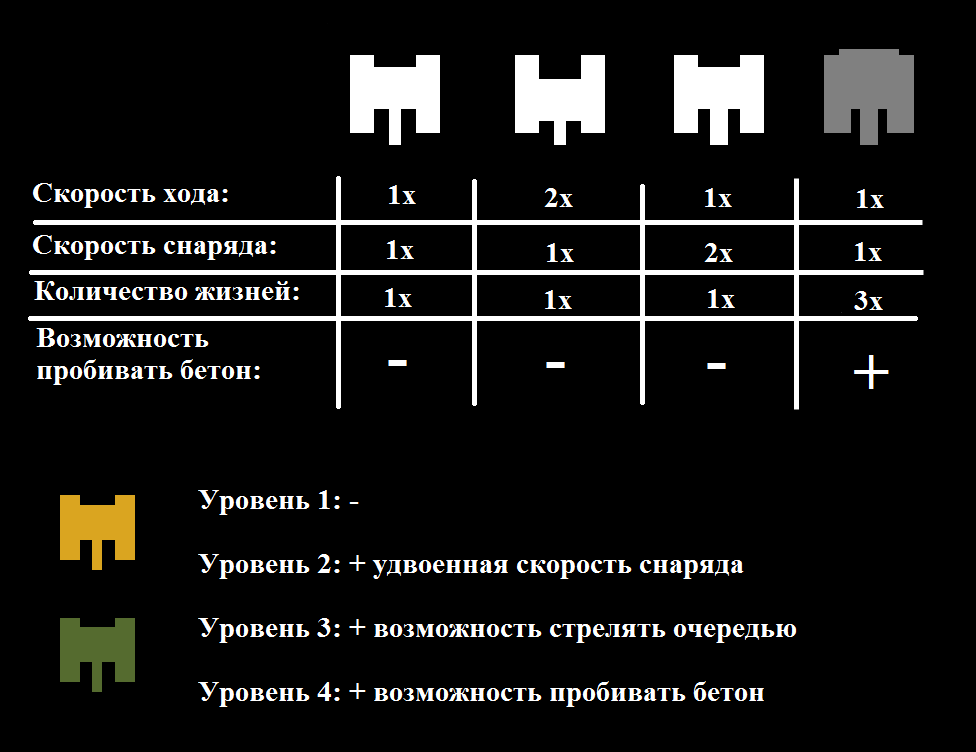 Скорость хода: 1x 2x 1x 1x
Скорость снаряда: 1x 1x 2x 1x
Количество жизней: 1x 1x 1x 3x
Возможность
пробивать бетон: - - - +
Уровень 1: -
Уровень 2: + удвоенная скорость снаряда
Уровень 3: + возможность стрелять очередью
Уровень 4: + возможность пробивать бетон